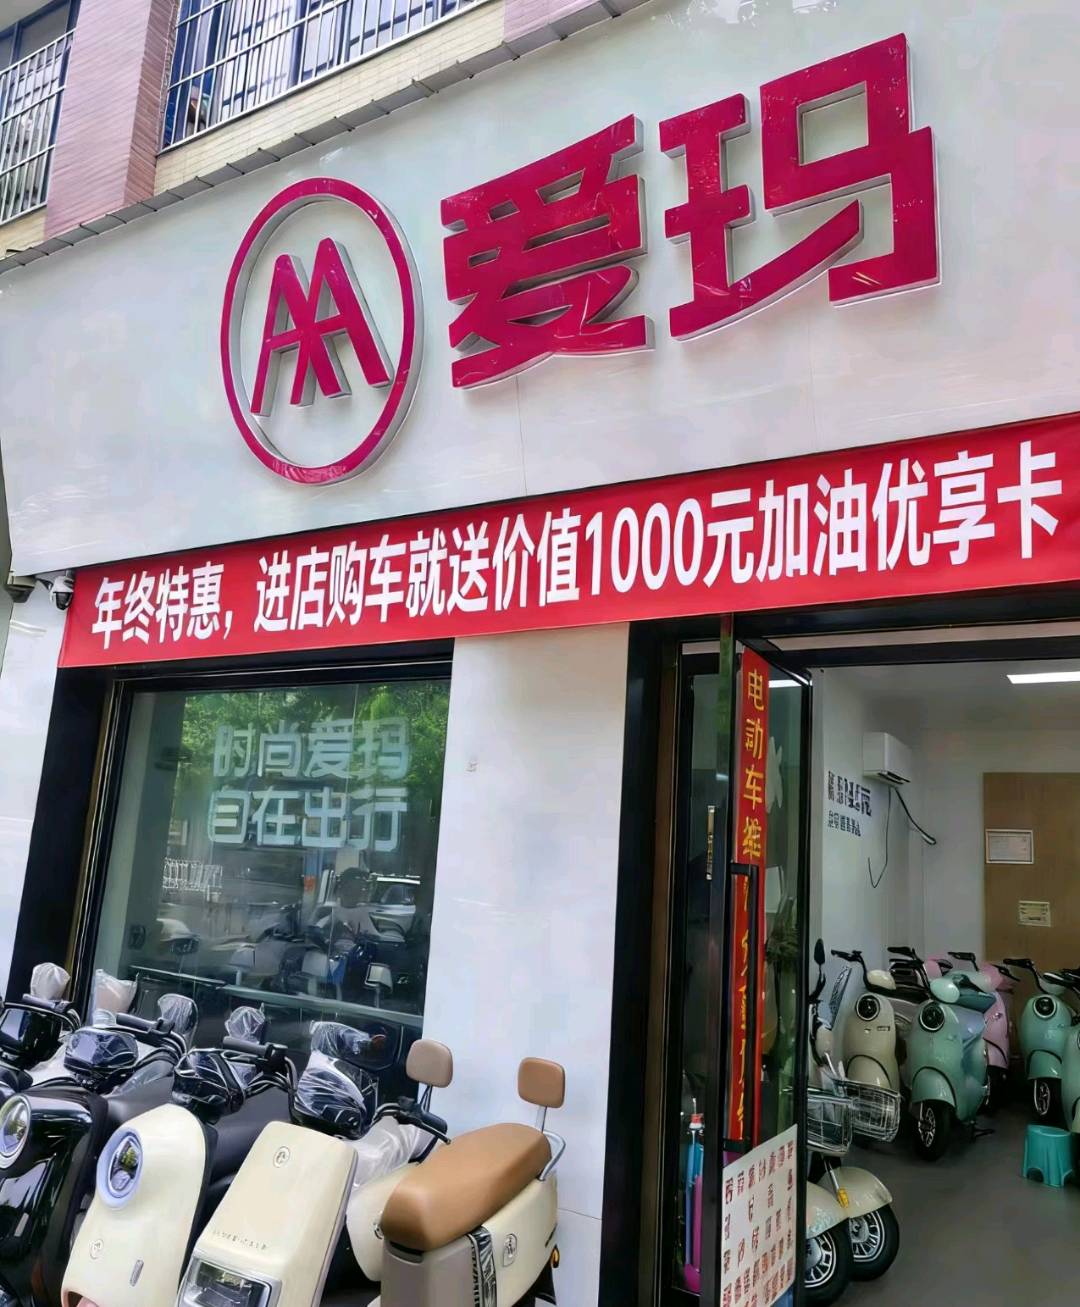 爱玛
年终特惠，进店购车就送价值1000元加油优享卡
时尚爱玛
自在出行
电动车维